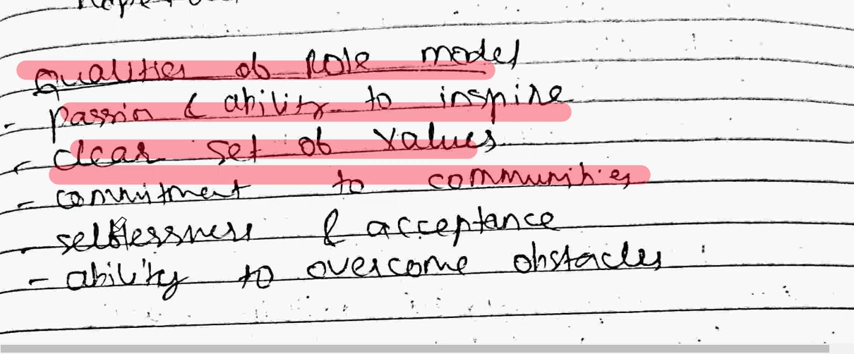 Qualities of Role model
- Passion & ability to inspire
- clear set of values
- commitment to communities
- selflessness & acceptance
- ability to overcome obstacles